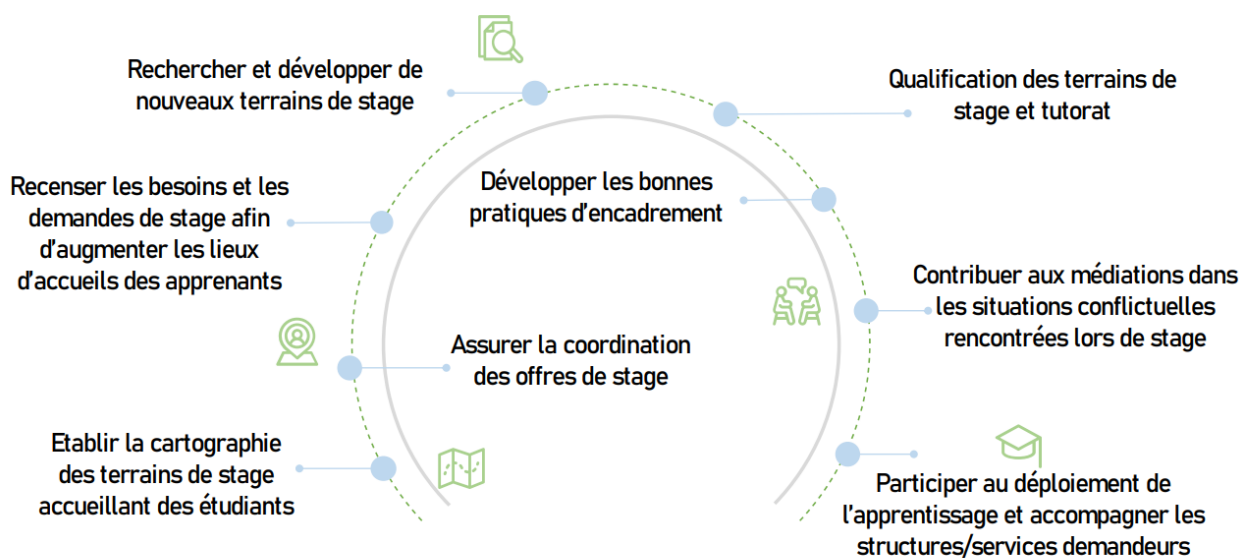 Rechercher et développer de
nouveaux terrains de stage
Qualification des terrains de
stage et tutorat
Recenser les besoins et les
demandes de stage afin
d'augmenter les lieux
d'accueils des apprenants
Développer les bonnes
pratiques d'encadrement
Contribuer aux médiations dans
les situations conflictuelles
rencontrées lors de stage
Assurer la coordination
des offres de stage
Etablir la cartographie
des terrains de stage
accueillant des étudiants
Participer au déploiement de
l'apprentissage et accompagner les
structures/services demandeurs